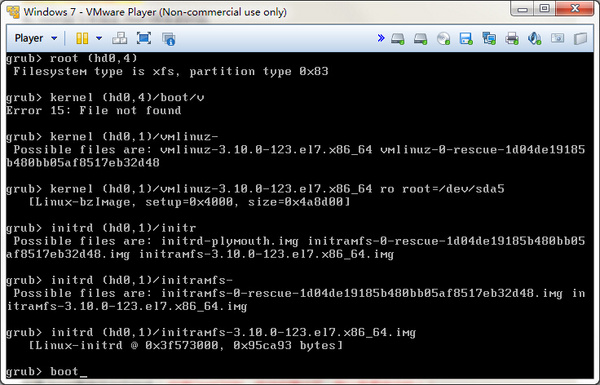 Windows 7 - VMware Player (Non-commercial use only)
Player
grub> root (hd0,4)
Filesystem type is xfs, partition type 0x83
grub> kernel (hd0,4)/boot/v
Error 15: File not found
grub> kernel (hd0,1)/vmlinuz-
Possible files are: vmlinuz-3.10.0-123.el7.x86_64 vmlinuz-0-rescue-1d04de19185
b480bb05af8517eb32d48
grub> kernel (hd0,1)/vmlinuz-3.10.0-123.el7.x86_64 ro root=/dev/sda5
[Linux-bzImage, setup=0x4000, size=0x4a8d00]
grub> initrd (hd0,1)/initr
Possible files are: initrd-plymouth.img initramfs-0-rescue-1d04de19185b480bb05
af8517eb32d48.img initramfs-3.10.0-123.el7.x86_64.img
grub> initrd (hd0,1)/initramfs-
Possible files are: initramfs-0-rescue-1d04de19185b480bb05af8517eb32d48.img in
itramfs-3.10.0-123.el7.x86_64.img
grub> initrd (hd0,1)/initramfs-3.10.0-123.el7.x86_64.img
[Linux-initrd @ 0x3f573000, 0x95ca93 bytes]
grub> boot_